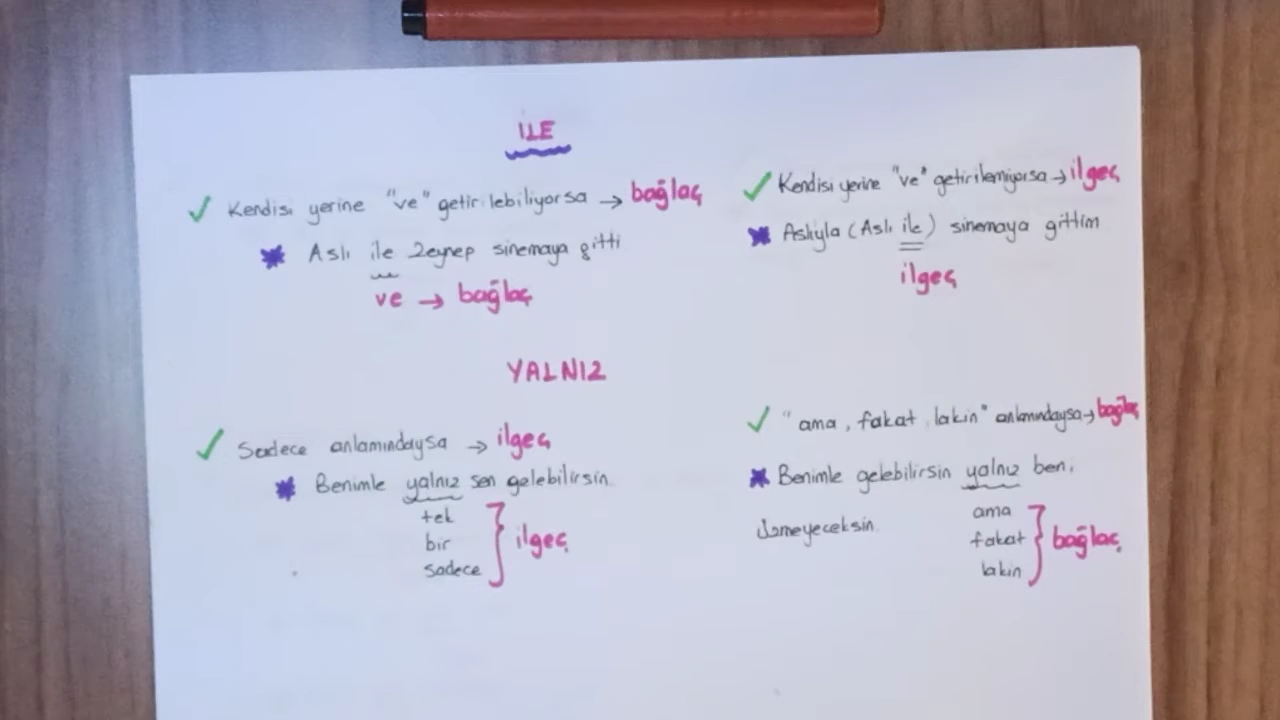 İLE
✓ Kendisi yerine "ve" getirilebiliyorsa → bağlaç
* Aslı ile Zeynep sinemaya gitti
ve → bağlaç
✓ Kendisi yerine "ve" getirilemiyorsa → ilgeç
* Aslıyla (Aslı ile) sinemaya gittim
ilgeç
YALNIZ
✓ Sadece anlamındaysa → ilgeç
* Benimle yalnız sen gelebilirsin.
tek
bir
sadece
} ilgeç
✓ "ama, fakat, lakin" anlamındaysa → bağlaç
* Benimle gelebilirsin yalnız beni
üzmeyeceksin.
ama
fakat
lakin
} bağlaç